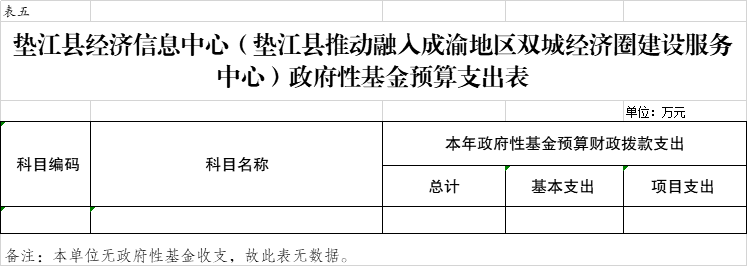 表五
垫江县经济信息中心（垫江县推动融入成渝地区双城经济圈建设服务
中心）政府性基金预算支出表
单位：万元
科目编码 科目名称 本年政府性基金预算财政拨款支出
总计 基本支出 项目支出
备注：本单位无政府性基金收支，故此表无数据。